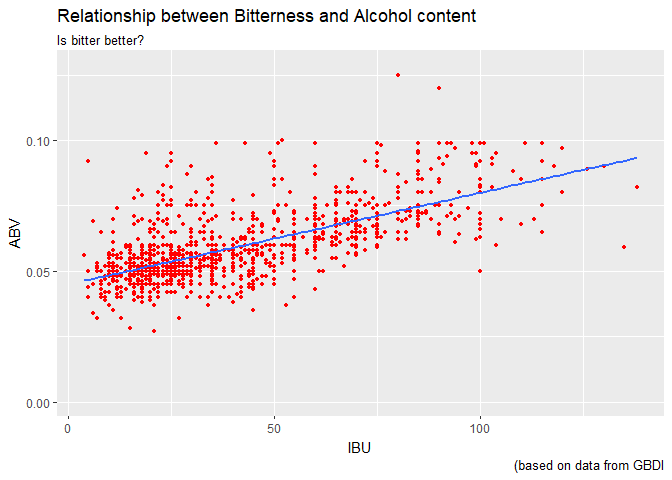 Relationship between Bitterness and Alcohol content
Is bitter better?
ABV
0.10
0.05
0.00
0
50
100
IBU
(based on data from GBDI